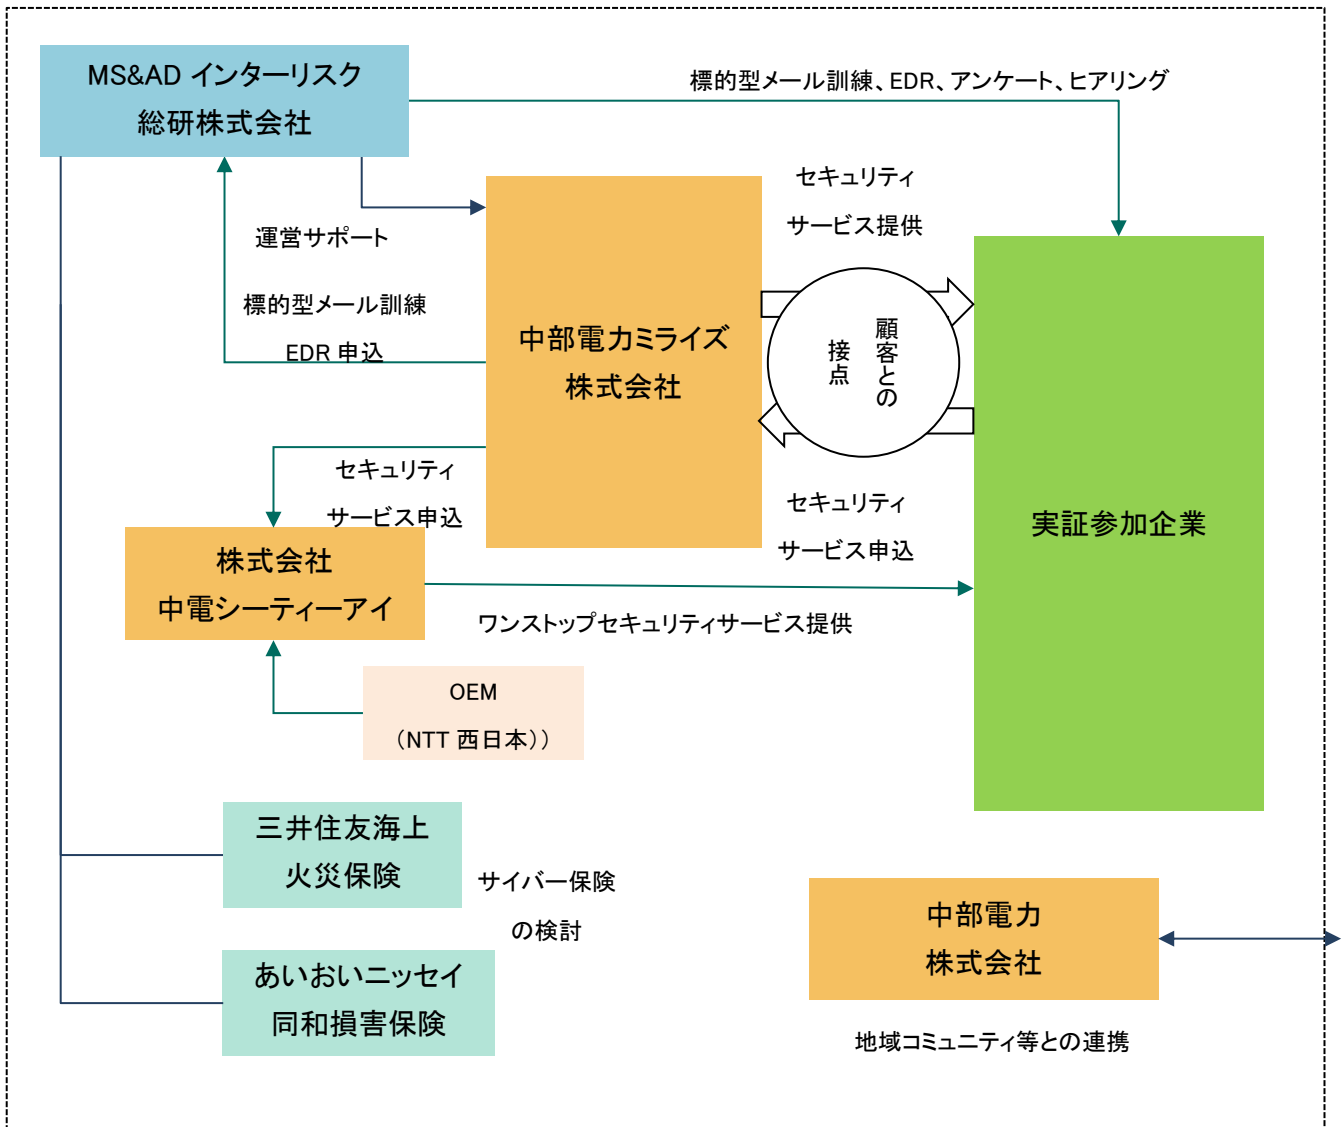 MS&AD インターリスク
総研株式会社
標的型メール訓練、EDR、アンケート、ヒアリング
セキュリティ
サービス提供
運営サポート
標的型メール訓練
EDR 申込
中部電力ミライズ
株式会社
顧客との
接点
セキュリティ
サービス申込
セキュリティ
サービス申込
実証参加企業
株式会社
中電シーティーアイ
ワンストップセキュリティサービス提供
OEM
（NTT 西日本））
三井住友海上
火災保険
サイバー保険
の検討
あいおいニッセイ
同和損害保険
中部電力
株式会社
地域コミュニティ等との連携